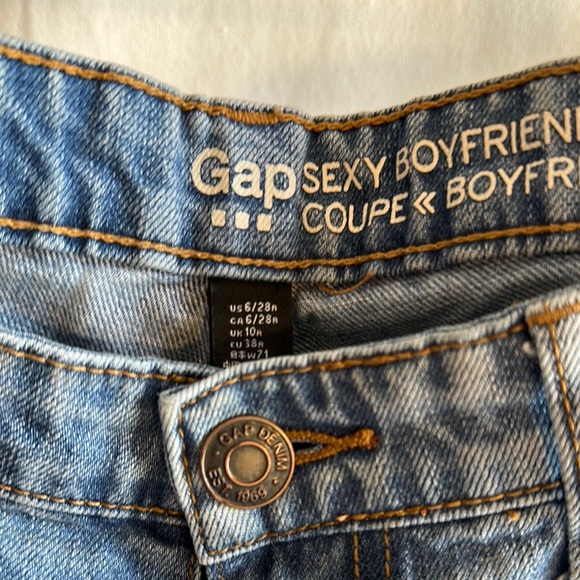 Gap SEXY BOYFRIEN
COUPE « BOYFR
US 6/28R
CA 6/28R
UK 10R
EU 38R
日本 W71
GAP DENIM
EST 1969